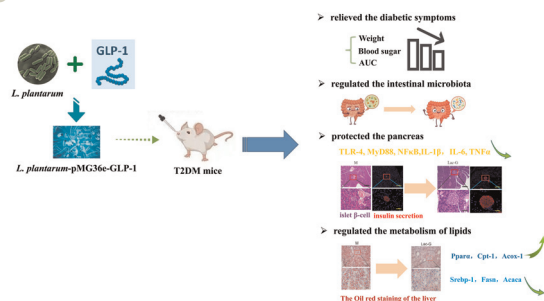 ➢ relieved the diabetic symptoms
Weight
Blood sugar
AUC
GLP-1
L. plantarum
➢ regulated the intestinal microbiota
L. plantarum-pMG36e-GLP-1
T2DM mice
➢ protected the pancreas
TLR-4, MyD88, NFκB,IL-1β, IL-6, TNFα
M
Lac-G
islet β-cell
insulin secretion
➢ regulated the metabolism of lipids
M
Lac-G
Pparα, Cpt-1, Acox-1
Srebp-1, Fasn, Acaca
The Oil red staining of the liver